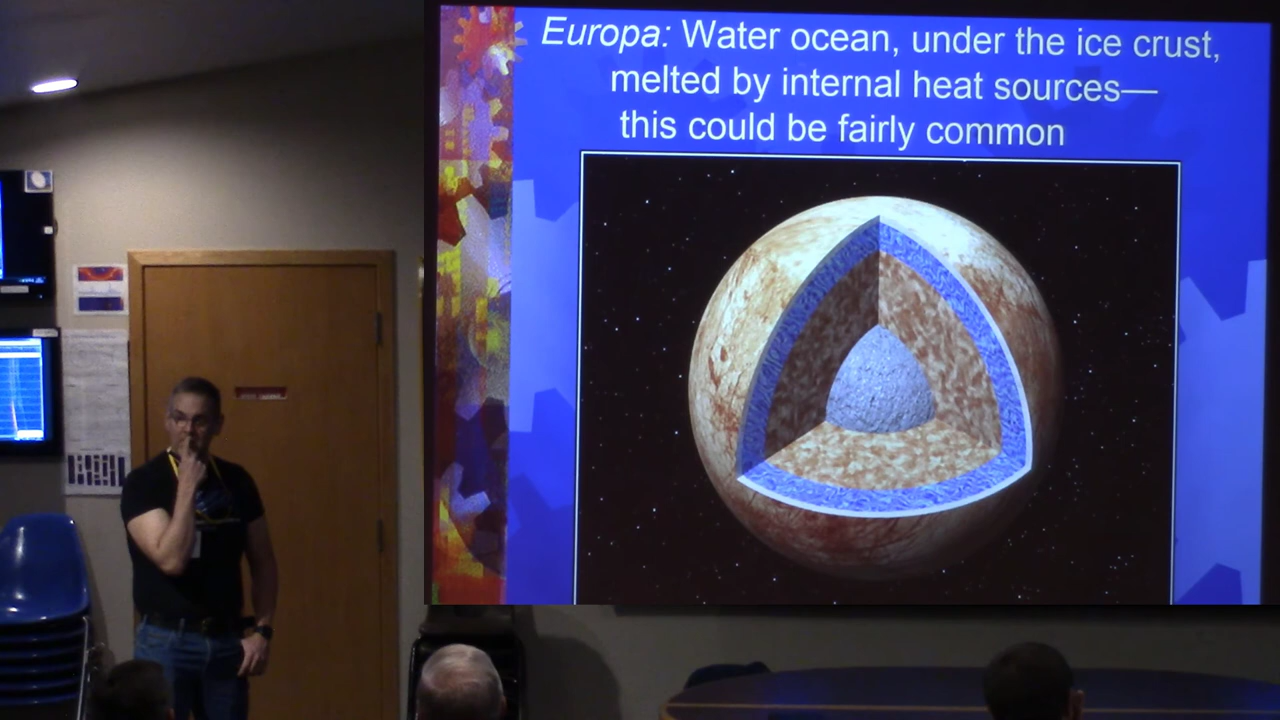 Europa: Water ocean, under the ice crust,
melted by internal heat sources—
this could be fairly common